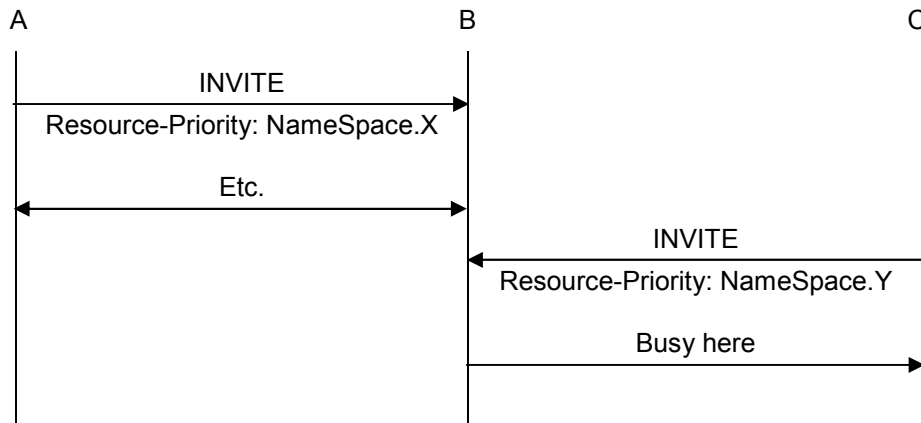 A B C
INVITE
Resource-Priority: NameSpace.X
Etc.
INVITE
Resource-Priority: NameSpace.Y
Busy here